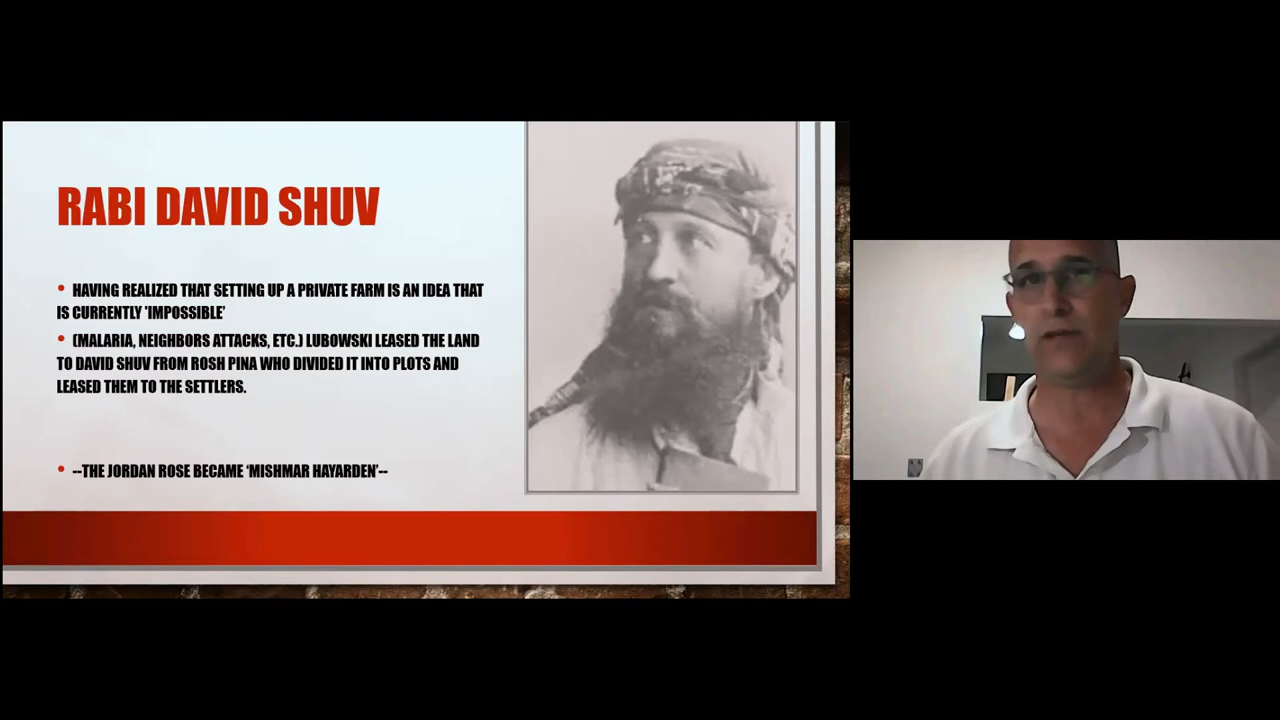 RABI DAVID SHUV
• HAVING REALIZED THAT SETTING UP A PRIVATE FARM IS AN IDEA THAT
IS CURRENTLY 'IMPOSSIBLE'
• (MALARIA, NEIGHBORS ATTACKS, ETC.) LUBOWSKI LEASED THE LAND
TO DAVID SHUV FROM ROSH PINA WHO DIVIDED IT INTO PLOTS AND
LEASED THEM TO THE SETTLERS.
• --THE JORDAN ROSE BECAME ‘MISHMAR HAYARDEN’--